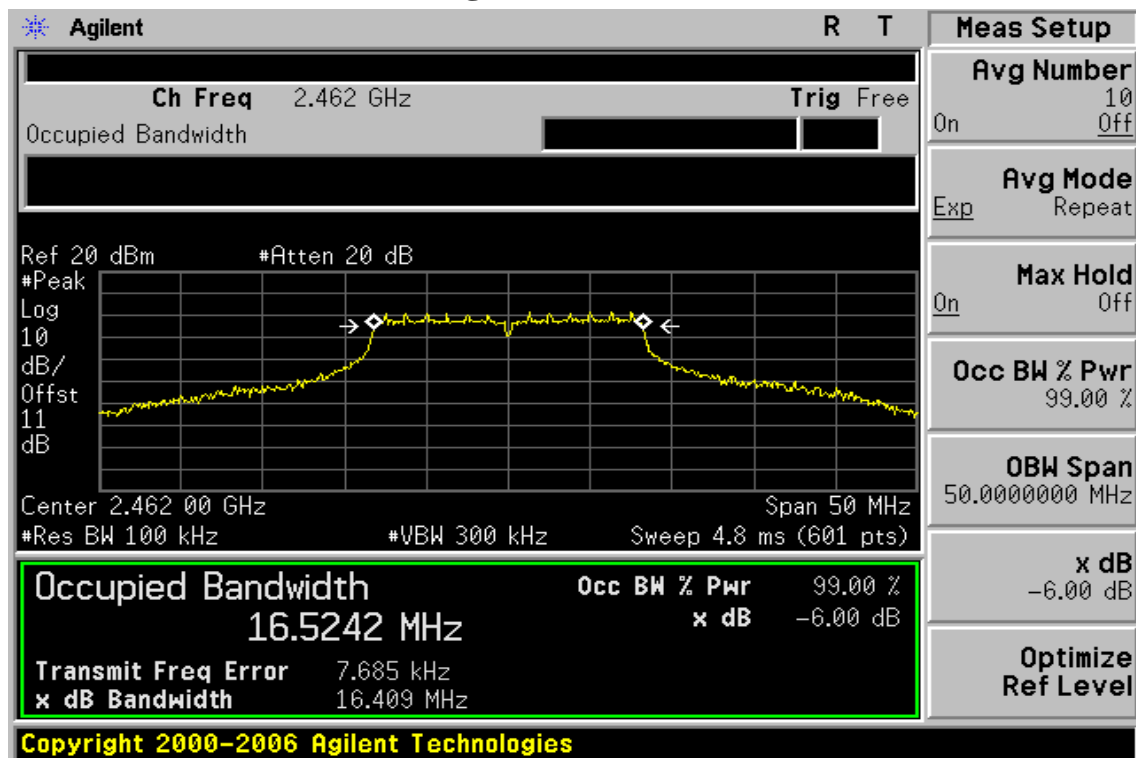 Agilent R T
Ch Freq 2.462 GHz Trig Free
Occupied Bandwidth
Ref 20 dBm #Atten 20 dB
#Peak
Log
10
dB/
Offst
11
dB
Center 2.462 00 GHz Span 50 MHz
#Res BW 100 kHz #VBW 300 kHz Sweep 4.8 ms (601 pts)
Occupied Bandwidth Occ BW % Pwr 99.00 %
16.5242 MHz x dB -6.00 dB
Transmit Freq Error 7.685 kHz
x dB Bandwidth 16.409 MHz
Copyright 2000-2006 Agilent Technologies
Meas Setup
Avg Number
10
On Off
Avg Mode
Exp Repeat
Max Hold
On Off
Occ BW % Pwr
99.00 %
OBW Span
50.0000000 MHz
x dB
-6.00 dB
Optimize
Ref Level